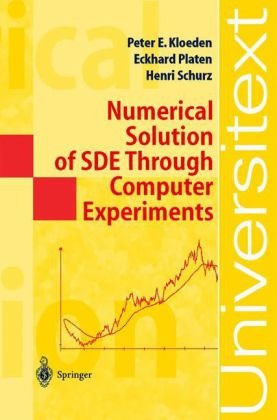 Peter E. Kloeden
Eckhard Platen
Henri Schurz
Numerical
Solution
of SDE Through
Computer
Experiments
Universitext
Springer